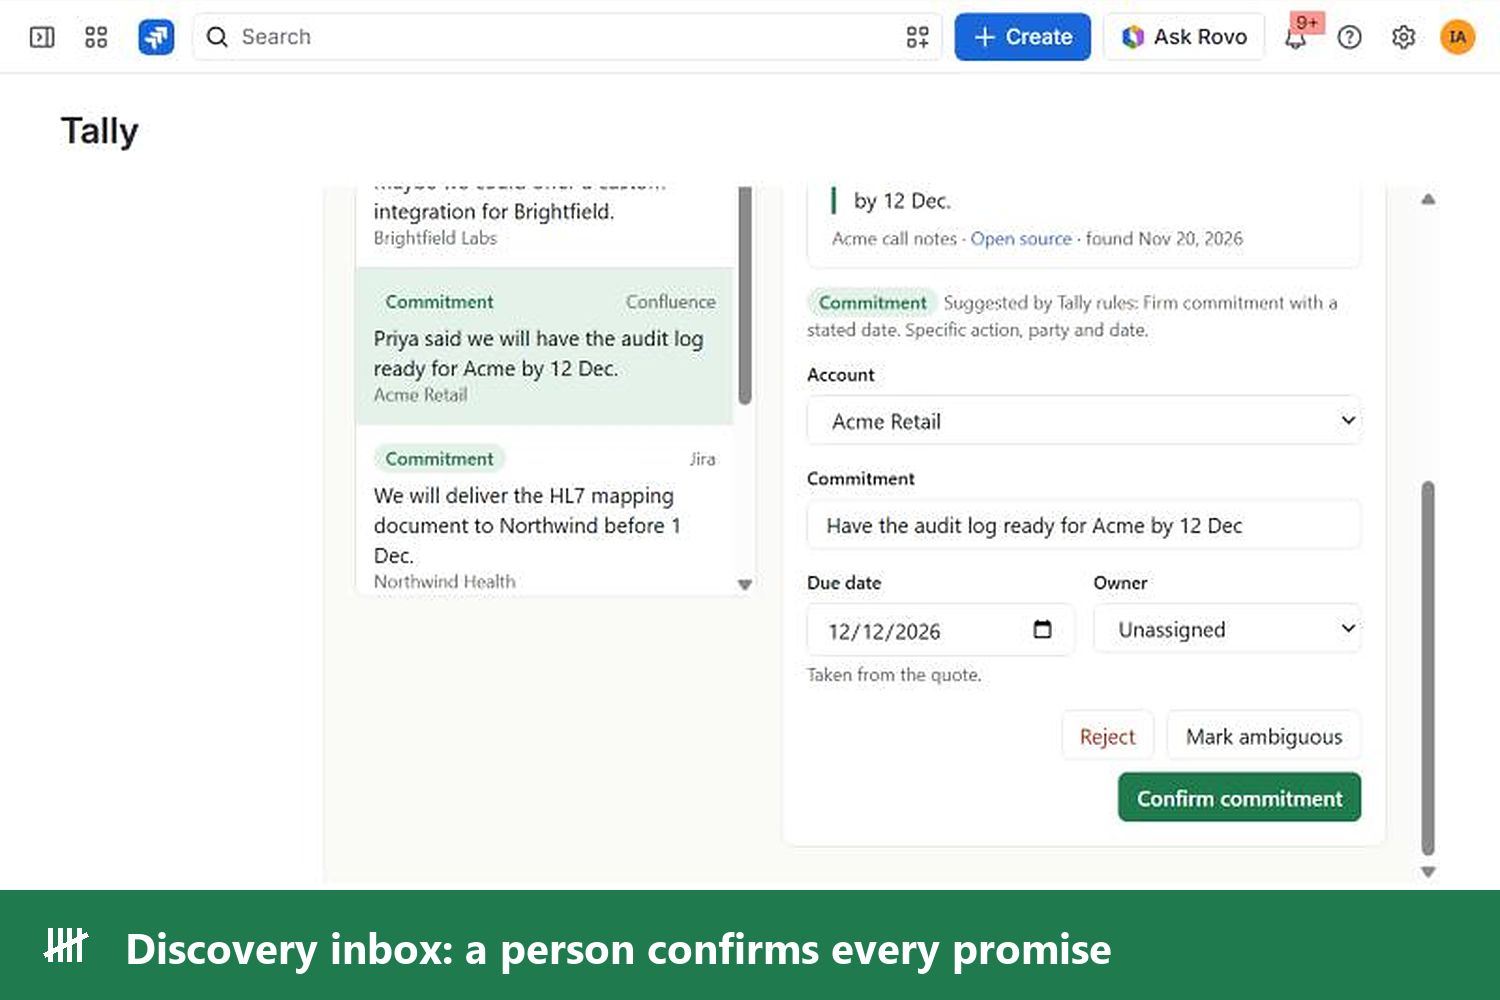 Search
+ Create
Ask Rovo
9+
IA
Tally
maybe we could offer a custom
integration for Brightfield.
Brightfield Labs
Commitment
Confluence
Priya said we will have the audit log
ready for Acme by 12 Dec.
Acme Retail
Commitment
Jira
We will deliver the HL7 mapping
document to Northwind before 1
Dec.
Northwind Health
by 12 Dec.
Acme call notes · Open source · found Nov 20, 2026
Commitment Suggested by Tally rules: Firm commitment with a
stated date. Specific action, party and date.
Account
Acme Retail
Commitment
Have the audit log ready for Acme by 12 Dec
Due date
Owner
12/12/2026
Unassigned
Taken from the quote.
Reject
Mark ambiguous
Confirm commitment
Discovery inbox: a person confirms every promise